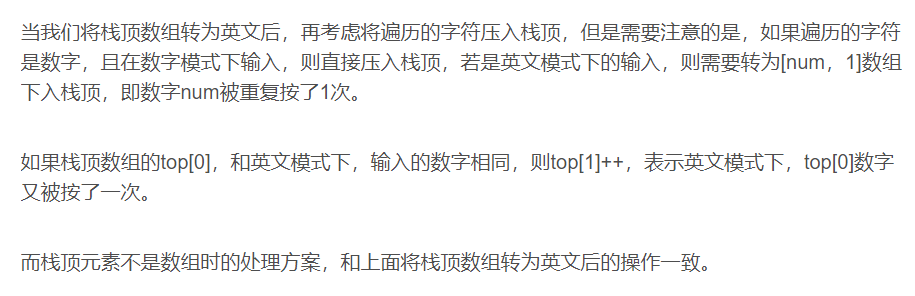 当我们将栈顶数组转为英文后，再考虑将遍历的字符压入栈顶，但是需要注意的是，如果遍历的字符
是数字，且在数字模式下输入，则直接压入栈顶，若是英文模式下的输入，则需要转为[num，1]数组
下入栈顶，即数字num被重复按了1次。
如果栈顶数组的top[0]，和英文模式下，输入的数字相同，则top[1]++，表示英文模式下，top[0]数字
又被按了一次。
而栈顶元素不是数组时的处理方案，和上面将栈顶数组转为英文后的操作一致。